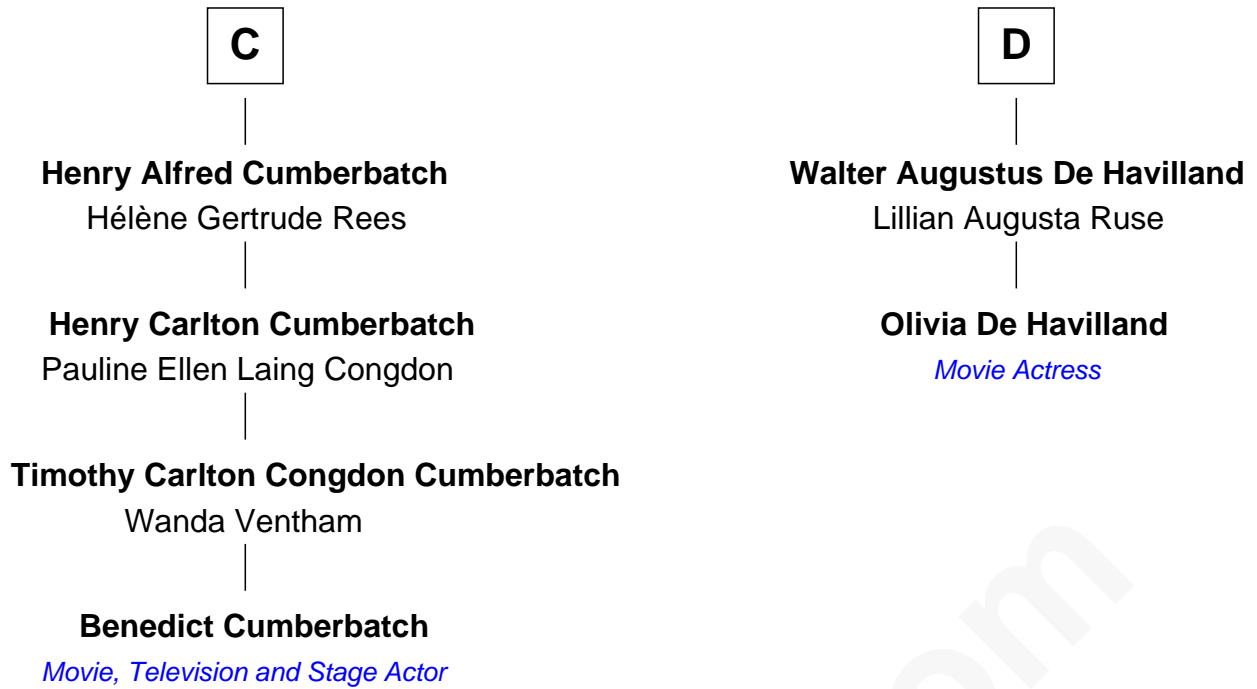 C
Henry Alfred Cumberbatch
Hélène Gertrude Rees
Henry Carlton Cumberbatch
Pauline Ellen Laing Congdon
Timothy Carlton Congdon Cumberbatch
Wanda Ventham
Benedict Cumberbatch
Movie, Television and Stage Actor
D
Walter Augustus De Havilland
Lillian Augusta Ruse
Olivia De Havilland
Movie Actress
om